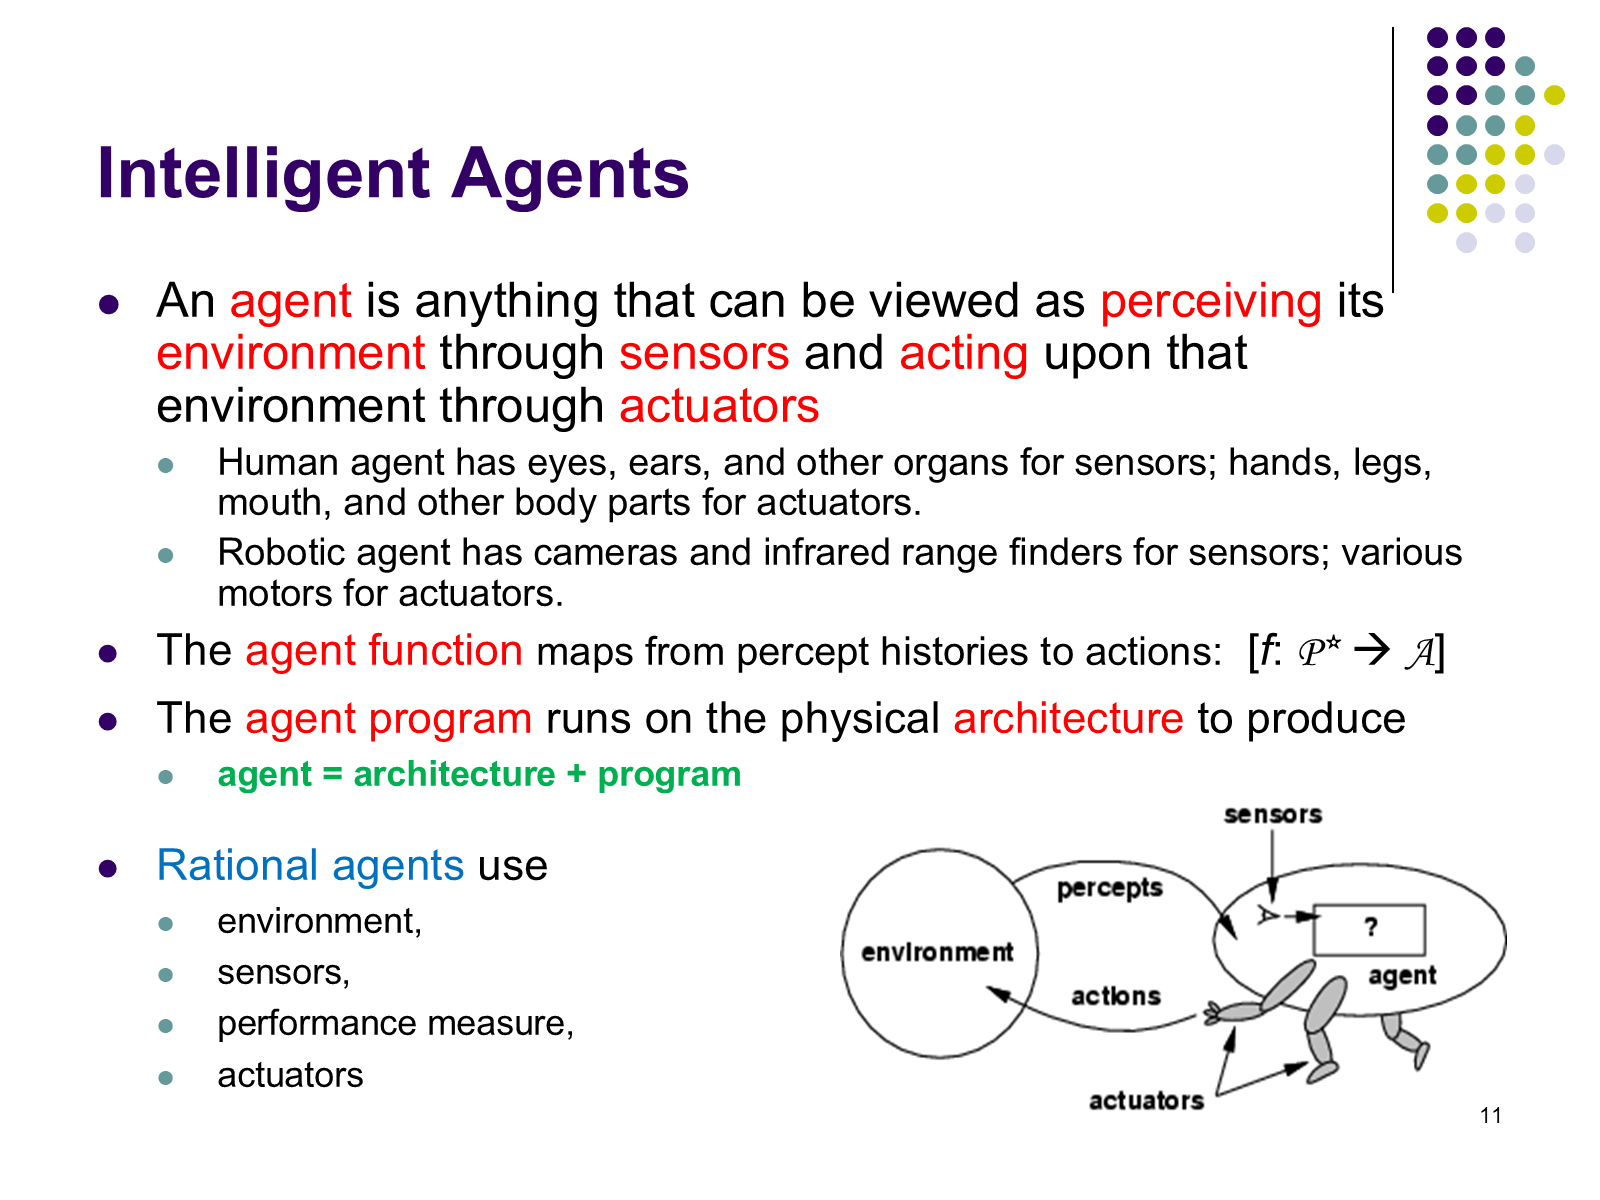 Intelligent Agents
An agent is anything that can be viewed as perceiving its
environment through sensors and acting upon that
environment through actuators
Human agent has eyes, ears, and other organs for sensors; hands, legs,
mouth, and other body parts for actuators.
Robotic agent has cameras and infrared range finders for sensors; various
motors for actuators.
The agent function maps from percept histories to actions: [f: 𝒫* → 𝒜]
The agent program runs on the physical architecture to produce
agent = architecture + program
Rational agents use
environment,
sensors,
performance measure,
actuators
sensors
percepts
?
environment
agent
actions
actuators
11